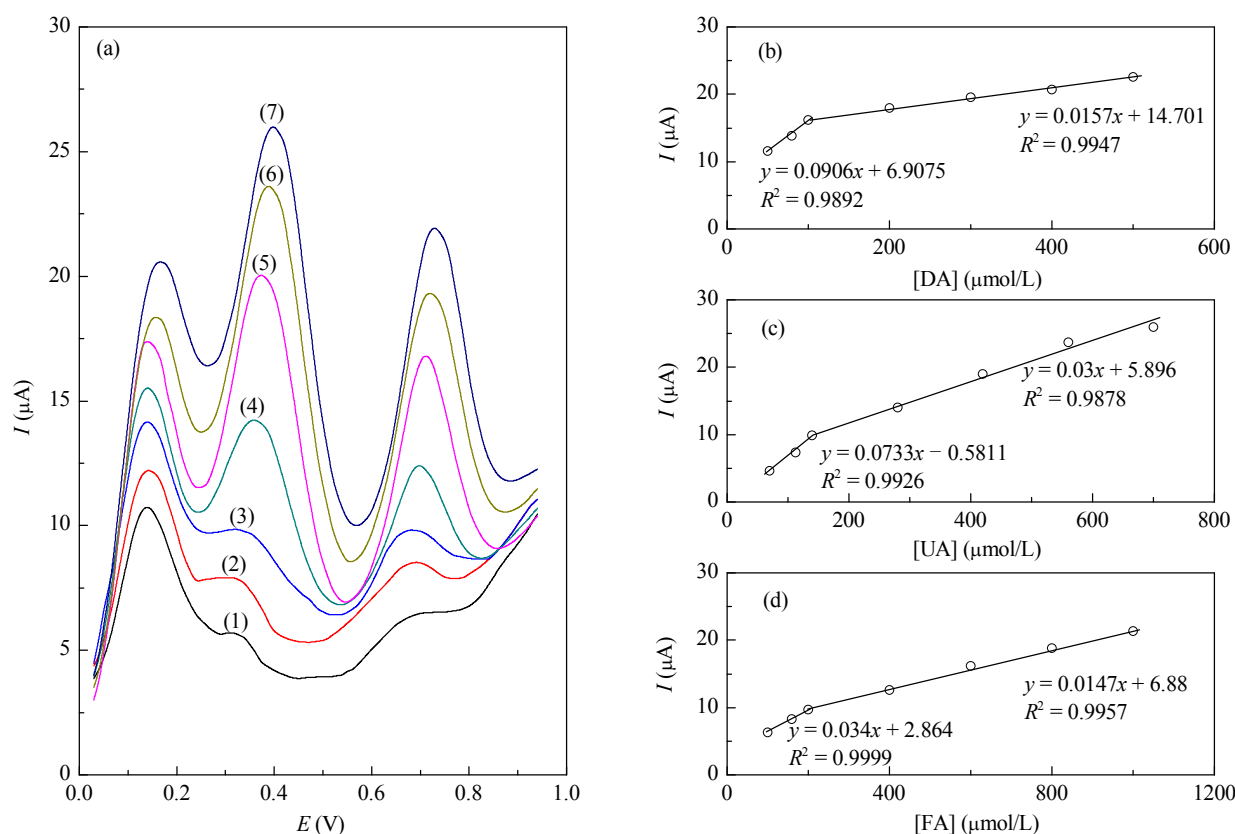 30
25
20
15
10
5
0
I (μA)
(a)
(7)
(6)
(5)
(4)
(3)
(2)
(1)
0.0 0.2 0.4 0.6 0.8 1.0
E (V)
30
20
10
0
I (μA)
(b)
y = 0.0157x + 14.701
R² = 0.9947
y = 0.0906x + 6.9075
R² = 0.9892
0 200 400 600
[DA] (μmol/L)
30
20
10
0
I (μA)
(c)
y = 0.03x + 5.896
R² = 0.9878
y = 0.0733x − 0.5811
R² = 0.9926
0 200 400 600 800
[UA] (μmol/L)
30
20
10
0
I (μA)
(d)
y = 0.0147x + 6.88
R² = 0.9957
y = 0.034x + 2.864
R² = 0.9999
0 400 800 1200
[FA] (μmol/L)